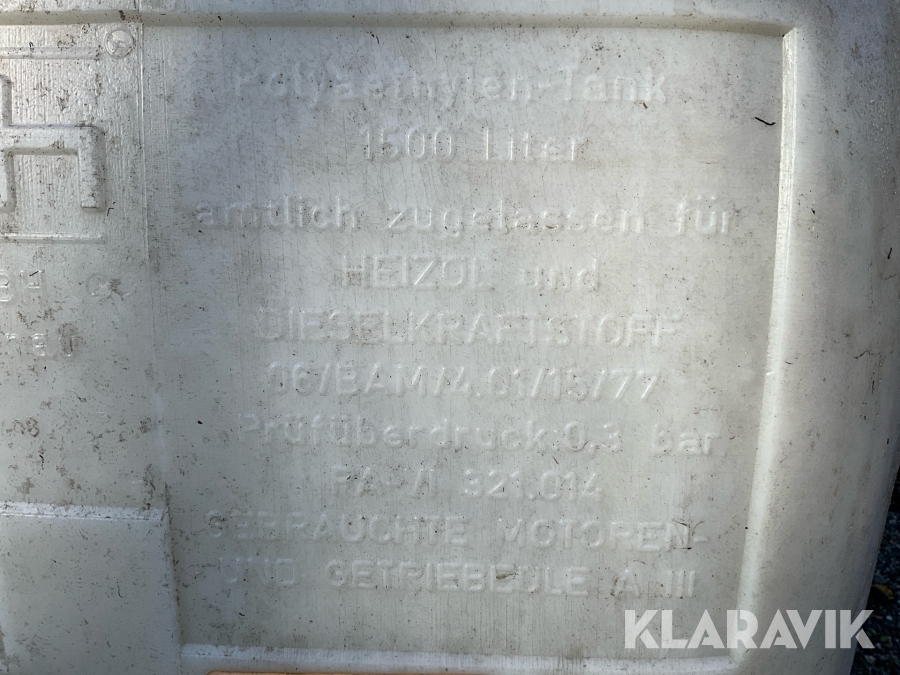 Polyaethylen-Tank
1500 Liter
amtlich zugelassen für
HEIZÖL und
DIESELKRAFTSTOFF
06/BAM/4.01/15/77
Prüfüberdruck:0,3 bar
PA-VI 321.014
GEBRAUCHTE MOTOREN-
UND GETRIEBEÖLE A III
KLARAVIK